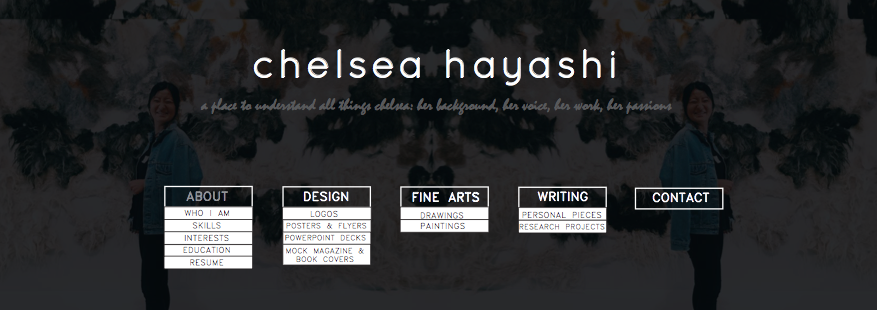 chelsea hayashi
a place to understand all things chelsea: her background, her voice, her work, her passions
ABOUT
WHO I AM
SKILLS
INTERESTS
EDUCATION
RESUME
DESIGN
LOGOS
POSTERS & FLYERS
POWERPOINT DECKS
MOCK MAGAZINE &
BOOK COVERS
FINE ARTS
DRAWINGS
PAINTINGS
WRITING
PERSONAL PIECES
RESEARCH PROJECTS
CONTACT